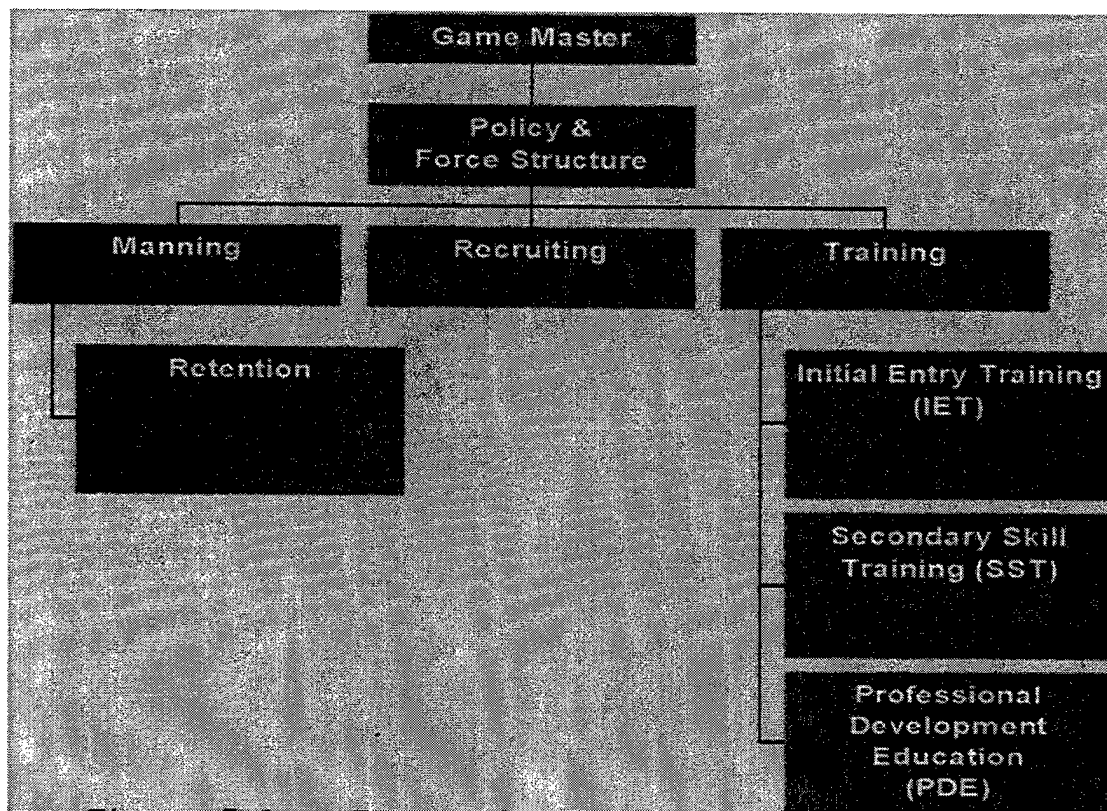 Game Master
Policy &
Force Structure
Manning
Recruiting
Training
Retention
Initial Entry Training
(IET)
Secondary Skill
Training (SST)
Professional
Development
Education
(PDE)